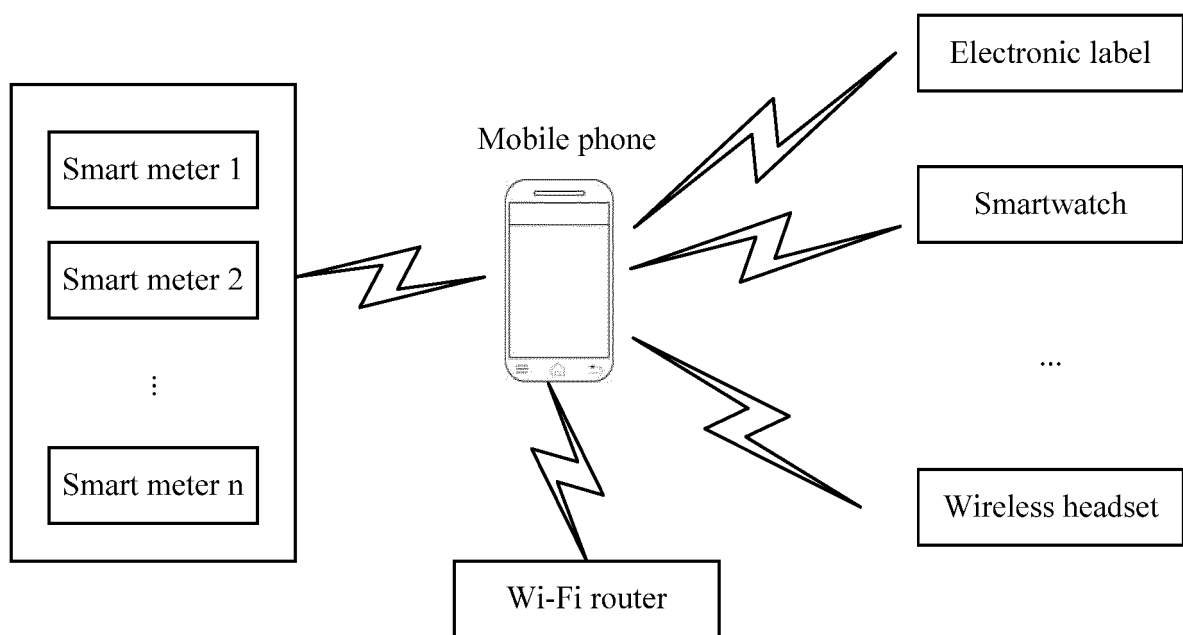 Electronic label
Mobile phone
Smart meter 1
Smartwatch
Smart meter 2
...
⋮
Smart meter n
Wireless headset
Wi-Fi router